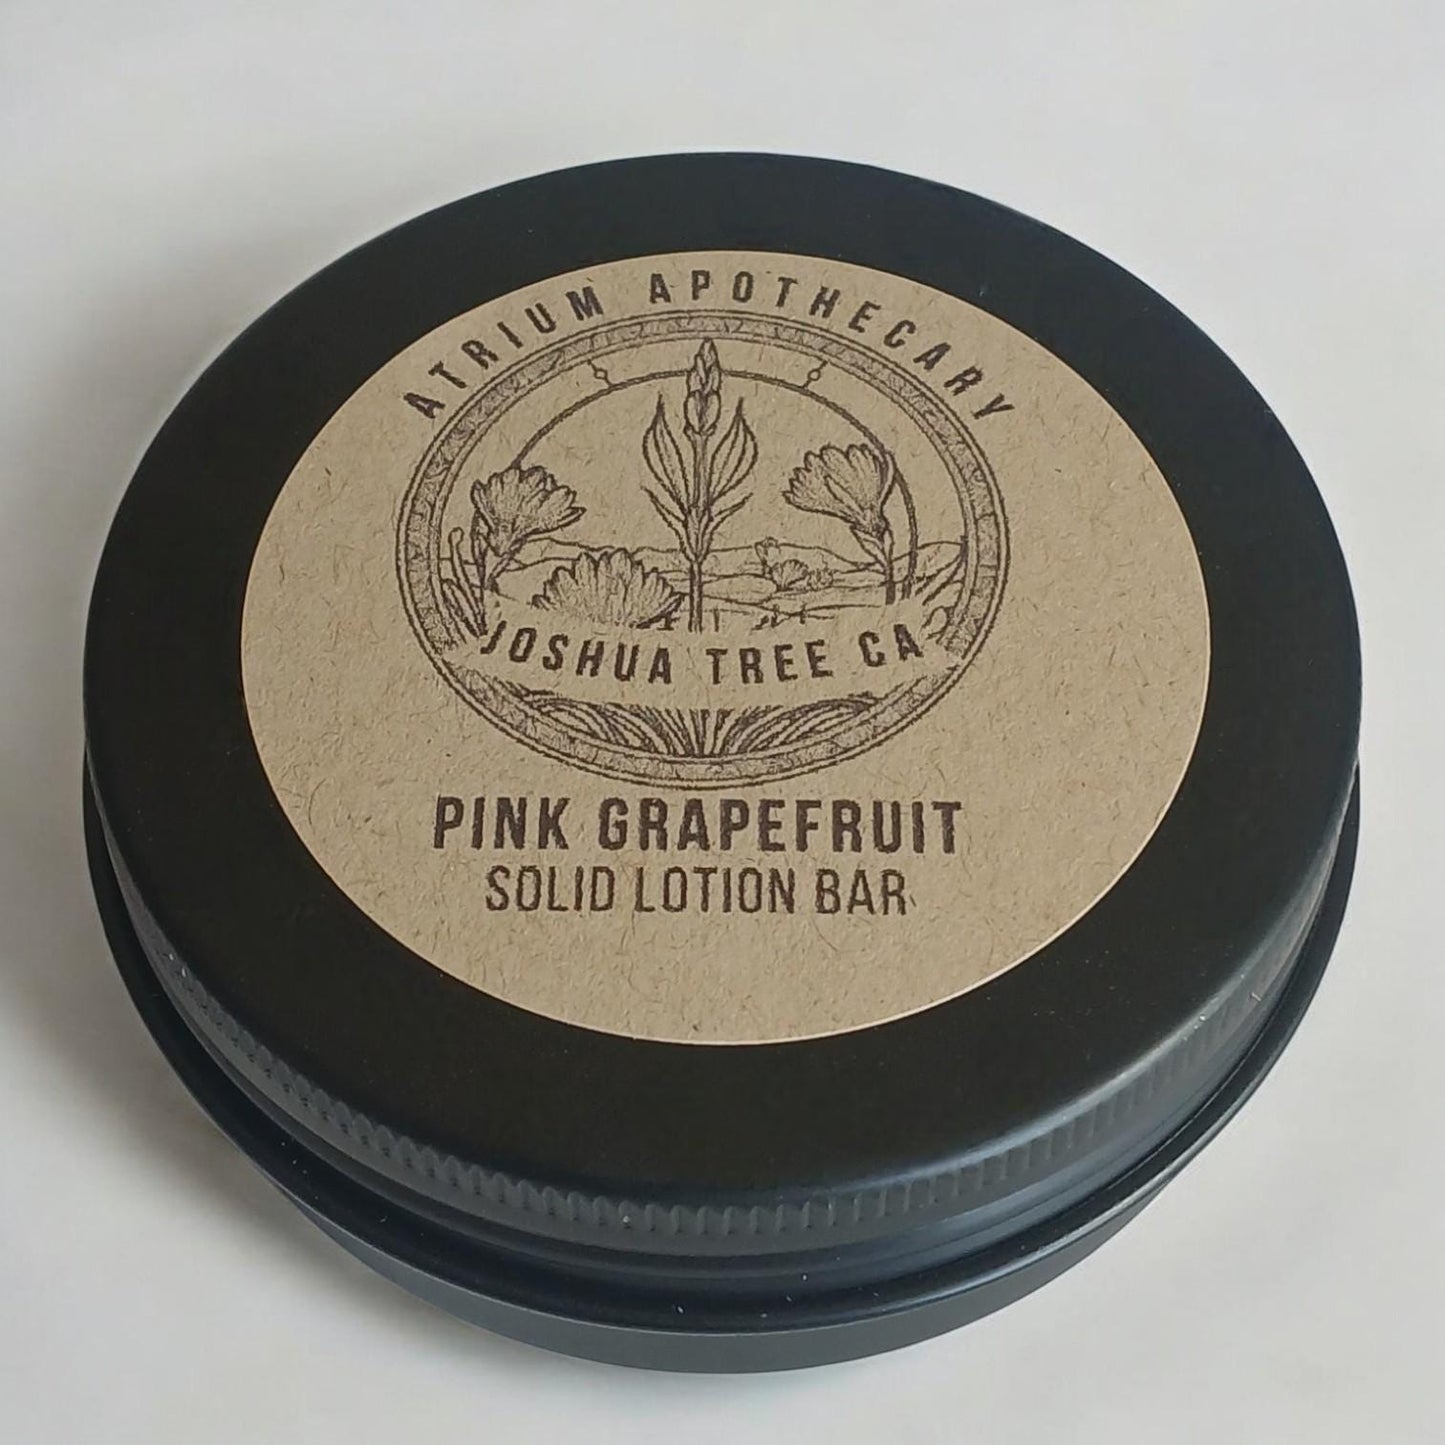 ATRIUM APOTHECARY
JOSHUA TREE CA
PINK GRAPEFRUIT
SOLID LOTION BAR